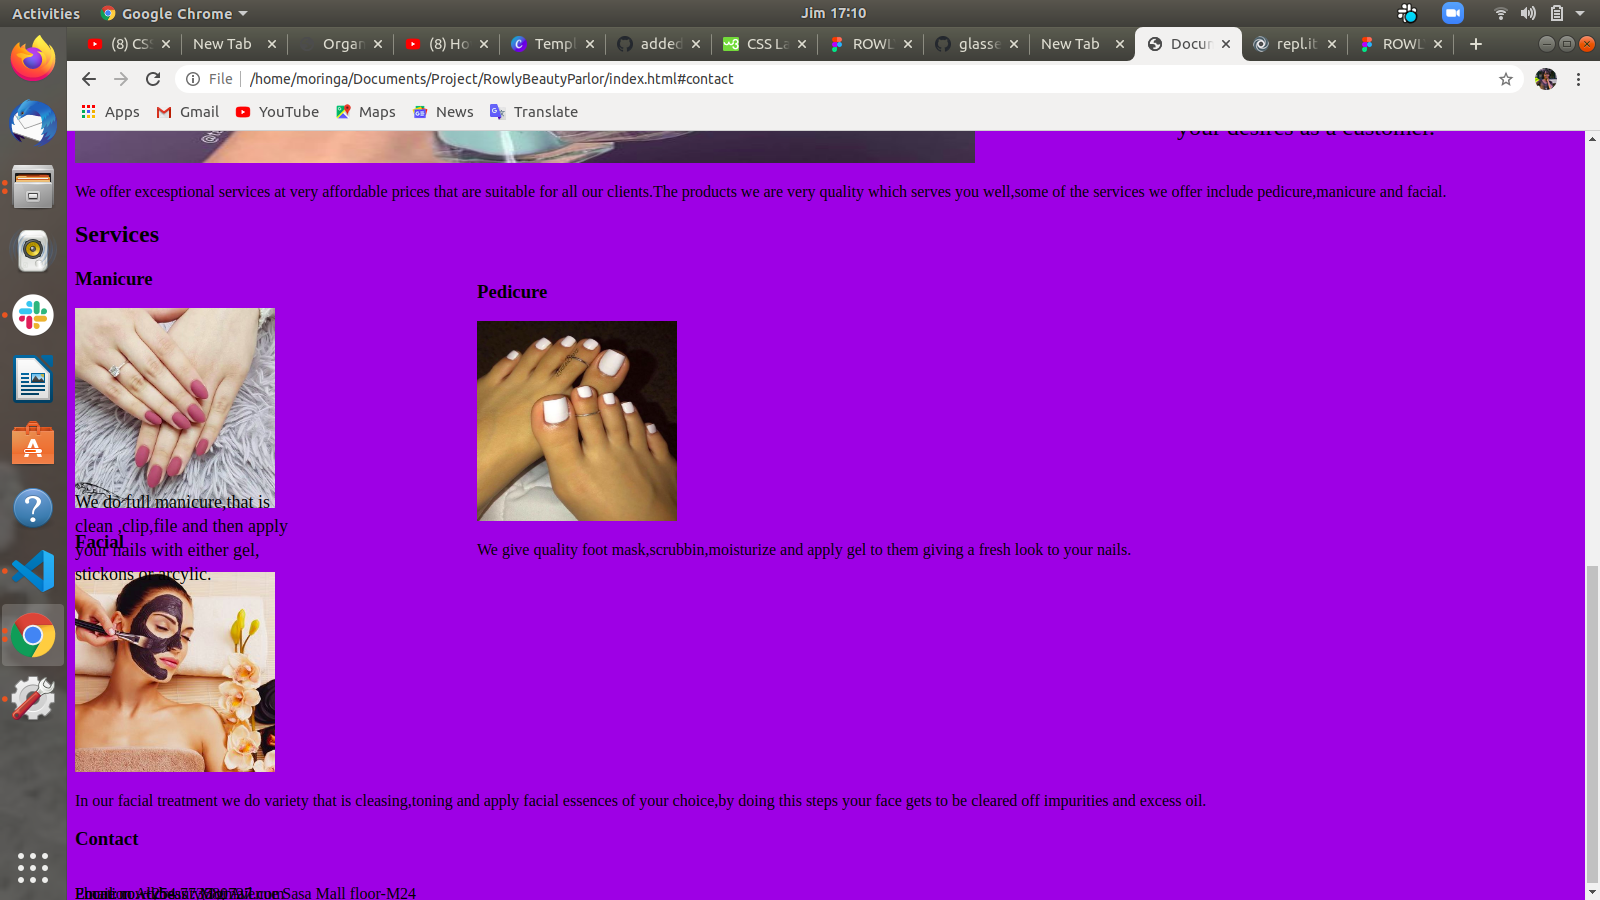 Activities
Google Chrome
Jim 17:10
(8) CSS
New Tab
Organ
(8) Ho
Templ
added
CSS La
ROWL
glasse
New Tab
Docum
repl.it
ROWL
File
/home/moringa/Documents/Project/RowlyBeautyParlor/index.html#contact
Apps
Gmail
YouTube
Maps
News
Translate
your desires as a customer.
We offer excesptional services at very affordable prices that are suitable for all our clients.The products we are very quality which serves you well,some of the services we offer include pedicure,manicure and facial.
Services
Manicure
Pedicure
We do full manicure,that is
clean ,clip,file and then apply
your nails with either gel,
stickons or arcylic.
Facial
We give quality foot mask,scrubbin,moisturize and apply gel to them giving a fresh look to your nails.
In our facial treatment we do variety that is cleasing,toning and apply facial essences of your choice,by doing this steps your face gets to be cleared off impurities and excess oil.
Contact
Sasa Mall floor-M24